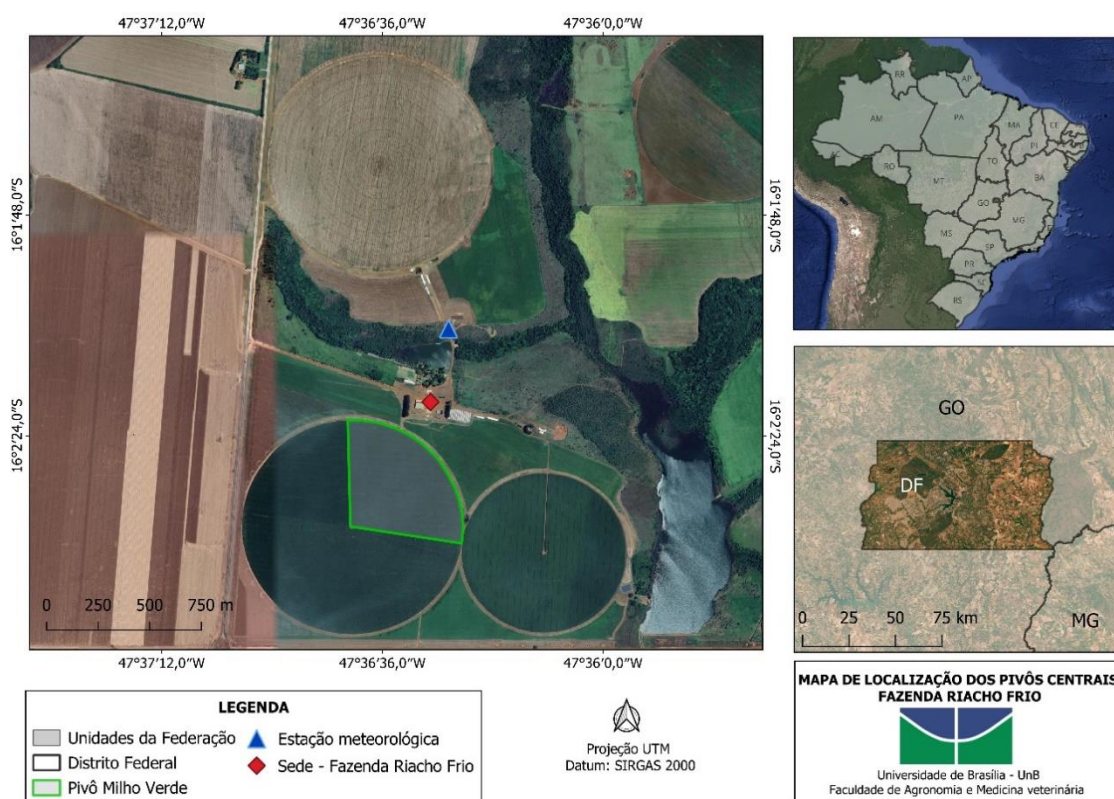 47°37'12,0"W
47°36'36,0"W
47°36'0,0"W
16°1'48,0"S
16°1'48,0"S
16°2'24,0"S
16°2'24,0"S
0 250 500 750 m
47°37'12,0"W
47°36'36,0"W
47°36'0,0"W
RR
AP
AM
PA
MA
CE
PI
AC
RO
TO
BA
MT
GO
MG
MS
SP
PR
SC
RS
GO
DF
MG
0 25 50 75 km
LEGENDA
Unidades da Federação
Distrito Federal
Pivô Milho Verde
Estação meteorológica
Sede - Fazenda Riacho Frio
Projeção UTM
Datum: SIRGAS 2000
MAPA DE LOCALIZAÇÃO DOS PIVÔS CENTRAIS
FAZENDA RIACHO FRIO
Universidade de Brasília - UnB
Faculdade de Agronomia e Medicina veterinária